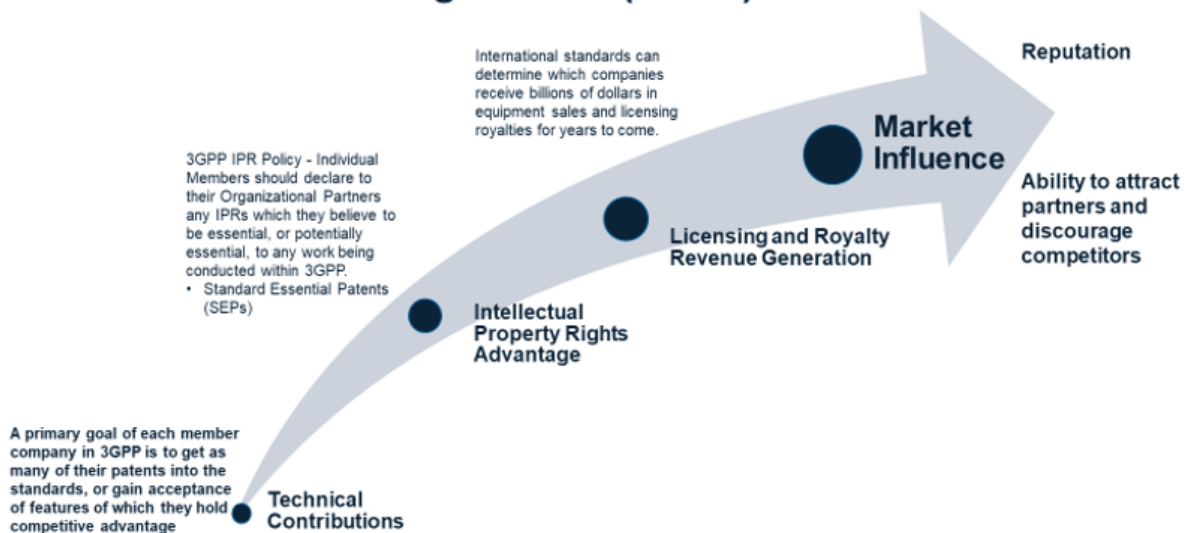 International standards can
determine which companies
receive billions of dollars in
equipment sales and licensing
royalties for years to come.
Reputation
Market
Influence
3GPP IPR Policy - Individual
Members should declare to
their Organizational Partners
any IPRs which they believe to
be essential, or potentially
essential, to any work being
conducted within 3GPP.
• Standard Essential Patents
(SEPs)
Ability to attract
partners and
discourage
competitors
Licensing and Royalty
Revenue Generation
Intellectual
Property Rights
Advantage
A primary goal of each member
company in 3GPP is to get as
many of their patents into the
standards, or gain acceptance
of features of which they hold
competitive advantage
Technical
Contributions